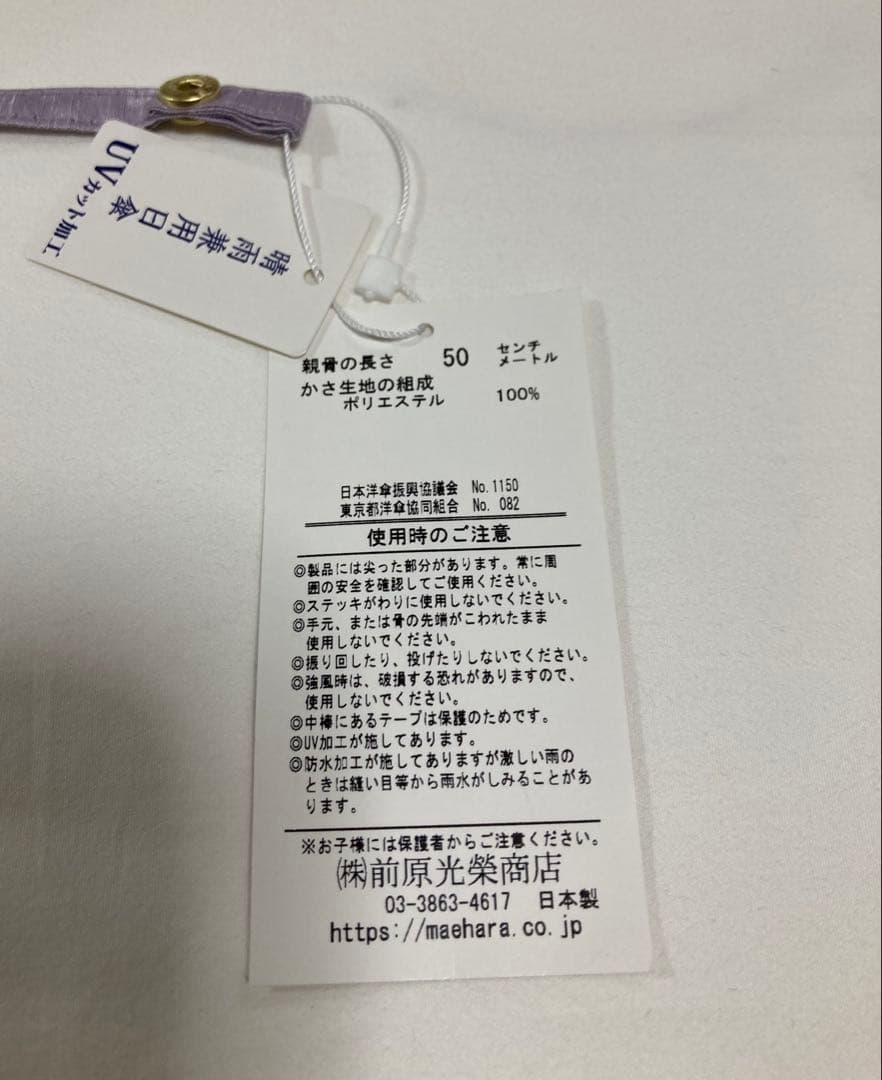 晴雨兼用日傘
UVカット加工
親骨の長さ 50 センチメートル
かさ生地の組成
ポリエステル 100%
日本洋傘振興協議会 No.1150
東京都洋傘協同組合 No. 082
使用時のご注意
◎製品には尖った部分があります。常に周
囲の安全を確認してご使用ください。
◎ステッキがわりに使用しないでください。
◎手元、または骨の先端がこわれたまま
使用しないでください。
◎振り回したり、投げたりしないでください。
◎強風時は、破損する恐れがありますので、
使用しないでください。
◎中棒にあるテープは保護のためです。
◎UV加工が施してあります。
◎防水加工が施してありますが激しい雨の
ときは縫い目等から雨水がしみることがあ
ります。
※お子様には保護者からご注意ください。
㈱前原光榮商店
03-3863-4617 日本製
https://maehara.co.jp